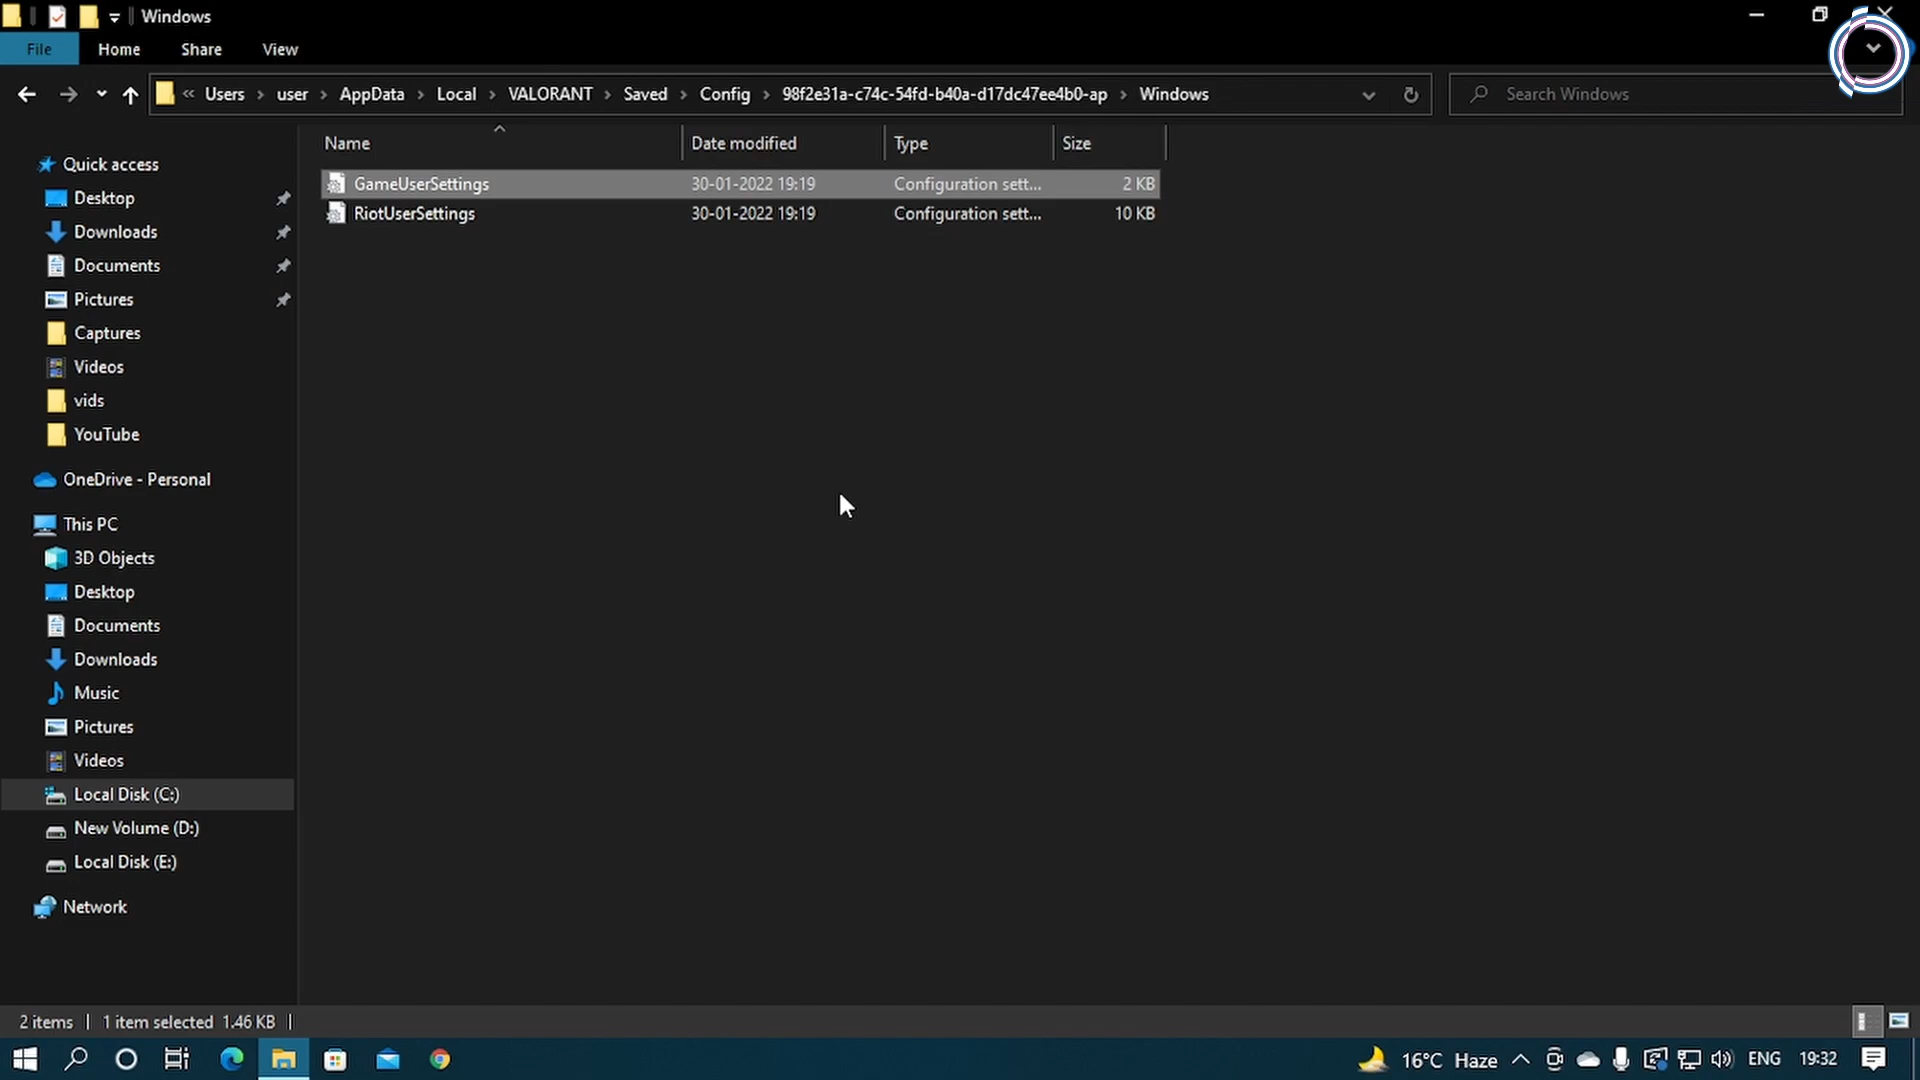 Windows
File Home Share View
« Users › user › AppData › Local › VALORANT › Saved › Config › 98f2e31a-c74c-54fd-b40a-d17dc47ee4b0-ap › Windows
Search Windows
Name Date modified Type Size
GameUserSettings 30-01-2022 19:19 Configuration sett... 2 KB
RiotUserSettings 30-01-2022 19:19 Configuration sett... 10 KB
Quick access
Desktop
Downloads
Documents
Pictures
Captures
Videos
vids
YouTube
OneDrive - Personal
This PC
3D Objects
Desktop
Documents
Downloads
Music
Pictures
Videos
Local Disk (C:)
New Volume (D:)
Local Disk (E:)
Network
2 items | 1 item selected 1.46 KB |
16°C Haze ENG 19:32